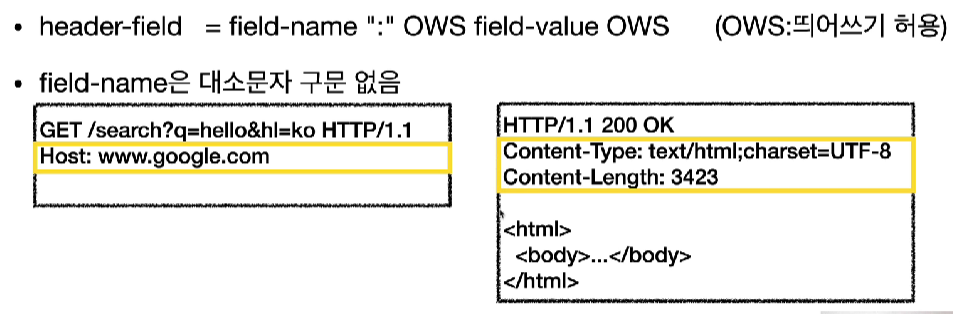 • header-field = field-name ":" OWS field-value OWS (OWS:띄어쓰기 허용)
• field-name은 대소문자 구문 없음
GET /search?q=hello&hl=ko HTTP/1.1
Host: www.google.com
HTTP/1.1 200 OK
Content-Type: text/html;charset=UTF-8
Content-Length: 3423
<html>
<body>...</body>
</html>